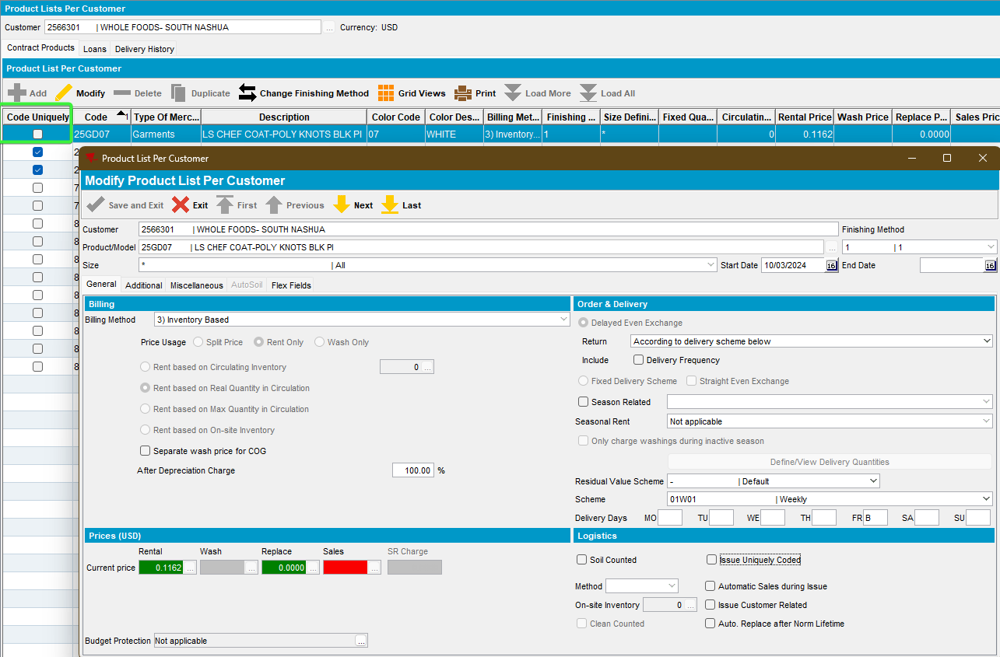 Product Lists Per Customer
Customer 2566301 | WHOLE FOODS- SOUTH NASHUA ... Currency: USD
Contract Products Loans Delivery History
Product List Per Customer
Add Modify Delete Duplicate Change Finishing Method Grid Views Print Load More Load All
Code Uniquely Code 1 Type Of Merc... Description Color Code Color Des... Billing Met... Finishing ... Size Defini... Fixed Qua... Circulatin... Rental Price Wash Price Replace P... Sales Pric
25GD07 Garments LS CHEF COAT-POLY KNOTS BLK PI 07 WHITE 3) Inventory... 1 * 0 0.1162 0.0000
2
2
7
7
8
8
8
8
8
8
8
8
8
Product List Per Customer
Modify Product List Per Customer
Save and Exit Exit First Previous Next Last
Customer 2566301 | WHOLE FOODS- SOUTH NASHUA Finishing Method
Product/Model 25GD07 | LS CHEF COAT-POLY KNOTS BLK PI ... 1 | 1
Size * | All Start Date 10/03/2024 16 End Date 16
General Additional Miscellaneous AutoSoil Flex Fields
Billing
Billing Method 3) Inventory Based
Price Usage Split Price Rent Only Wash Only
Rent based on Circulating Inventory 0 ...
Rent based on Real Quantity in Circulation
Rent based on Max Quantity in Circulation
Rent based on On-site Inventory
Separate wash price for COG
After Depreciation Charge 100.00 %
Order & Delivery
Delayed Even Exchange
Return According to delivery scheme below
Include Delivery Frequency
Fixed Delivery Scheme Straight Even Exchange
Season Related
Seasonal Rent Not applicable
Only charge washings during inactive season
Define/View Delivery Quantities
Residual Value Scheme - | Default
Scheme 01W01 | Weekly
Delivery Days MO TU WE TH FR B SA SU
Prices (USD)
Rental Wash Replace Sales SR Charge
Current price 0.1162 ... ... 0.0000 ... ...
Budget Protection Not applicable ...
Logistics
Soil Counted Issue Uniquely Coded
Method Automatic Sales during Issue
On-site Inventory 0 ... Issue Customer Related
Clean Counted Auto. Replace after Norm Lifetime